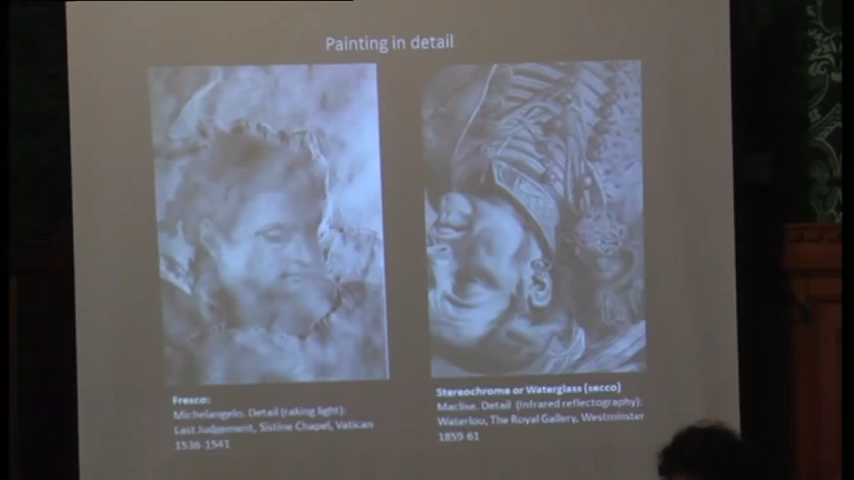 Painting in detail
Fresco:
Michelangelo. Detail (raking light):
Last Judgement, Sistine Chapel, Vatican
1536-1541
Stereochrome or Waterglass (secco)
Maclise. Detail (Infrared reflectography):
Waterloo, The Royal Gallery, Westminster
1859-61